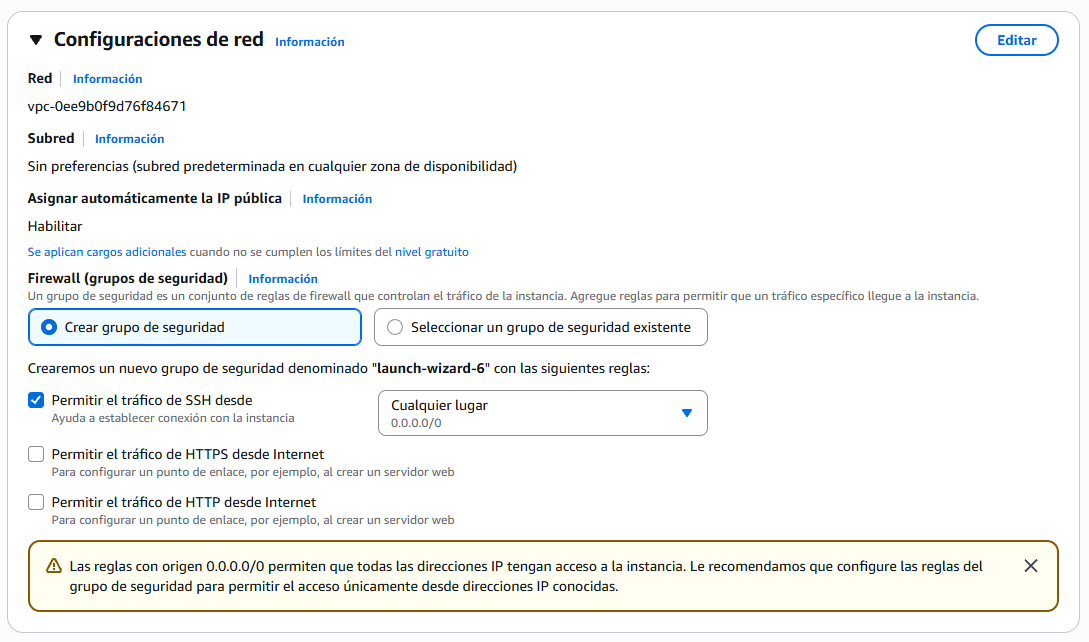 Configuraciones de red Información
Editar
Red Información
vpc-0ee9b0f9d76f84671
Subred Información
Sin preferencias (subred predeterminada en cualquier zona de disponibilidad)
Asignar automáticamente la IP pública Información
Habilitar
Se aplican cargos adicionales cuando no se cumplen los límites del nivel gratuito
Firewall (grupos de seguridad) Información
Un grupo de seguridad es un conjunto de reglas de firewall que controlan el tráfico de la instancia. Agregue reglas para permitir que un tráfico específico llegue a la instancia.
Crear grupo de seguridad
Seleccionar un grupo de seguridad existente
Crearemos un nuevo grupo de seguridad denominado "launch-wizard-6" con las siguientes reglas:
Permitir el tráfico de SSH desde
Ayuda a establecer conexión con la instancia
Cualquier lugar
0.0.0.0/0
Permitir el tráfico de HTTPS desde Internet
Para configurar un punto de enlace, por ejemplo, al crear un servidor web
Permitir el tráfico de HTTP desde Internet
Para configurar un punto de enlace, por ejemplo, al crear un servidor web
Las reglas con origen 0.0.0.0/0 permiten que todas las direcciones IP tengan acceso a la instancia. Le recomendamos que configure las reglas del
grupo de seguridad para permitir el acceso únicamente desde direcciones IP conocidas.